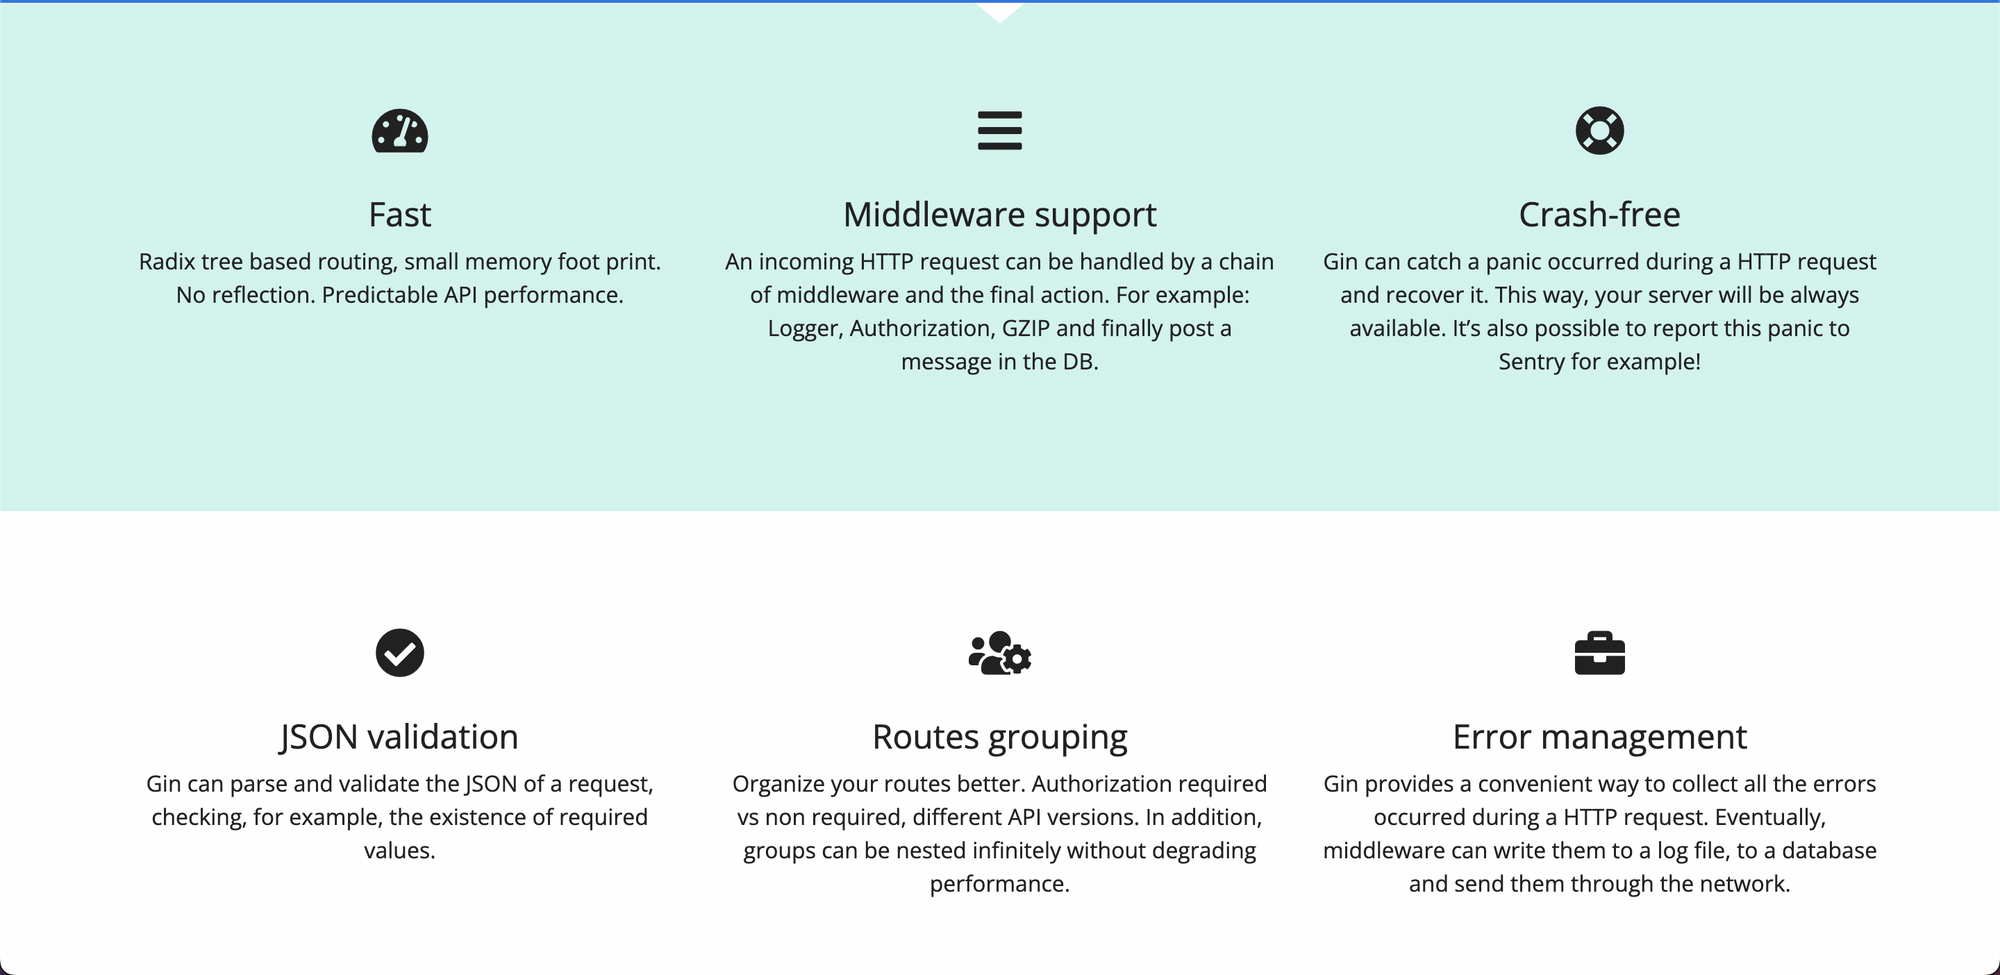 Fast
Radix tree based routing, small memory foot print.
No reflection. Predictable API performance.
Middleware support
An incoming HTTP request can be handled by a chain
of middleware and the final action. For example:
Logger, Authorization, GZIP and finally post a
message in the DB.
Crash-free
Gin can catch a panic occurred during a HTTP request
and recover it. This way, your server will be always
available. It’s also possible to report this panic to
Sentry for example!
JSON validation
Gin can parse and validate the JSON of a request,
checking, for example, the existence of required
values.
Routes grouping
Organize your routes better. Authorization required
vs non required, different API versions. In addition,
groups can be nested infinitely without degrading
performance.
Error management
Gin provides a convenient way to collect all the errors
occurred during a HTTP request. Eventually,
middleware can write them to a log file, to a database
and send them through the network.